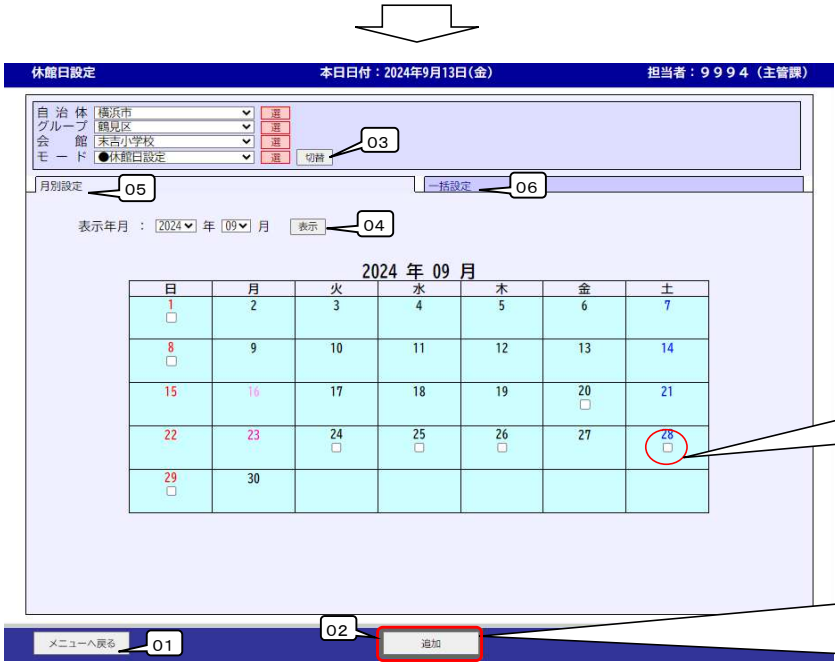 休館日設定 本日日付：2024年9月13日(金) 担当者：９９９４（主管課）
自 治 体 横浜市 選
グループ 鶴見区 選
会 館 末吉小学校 選
モ ー ド ●休館日設定 選 切替 03
月別設定 05 一括設定 06
表示年月 ： 2024 年 09 月 表示 04
2024 年 09 月
日 月 火 水 木 金 土
1 2 3 4 5 6 7
8 9 10 11 12 13 14
15 16 17 18 19 20 21
22 23 24 25 26 27 28
29 30
メニューへ戻る 01 02 追加